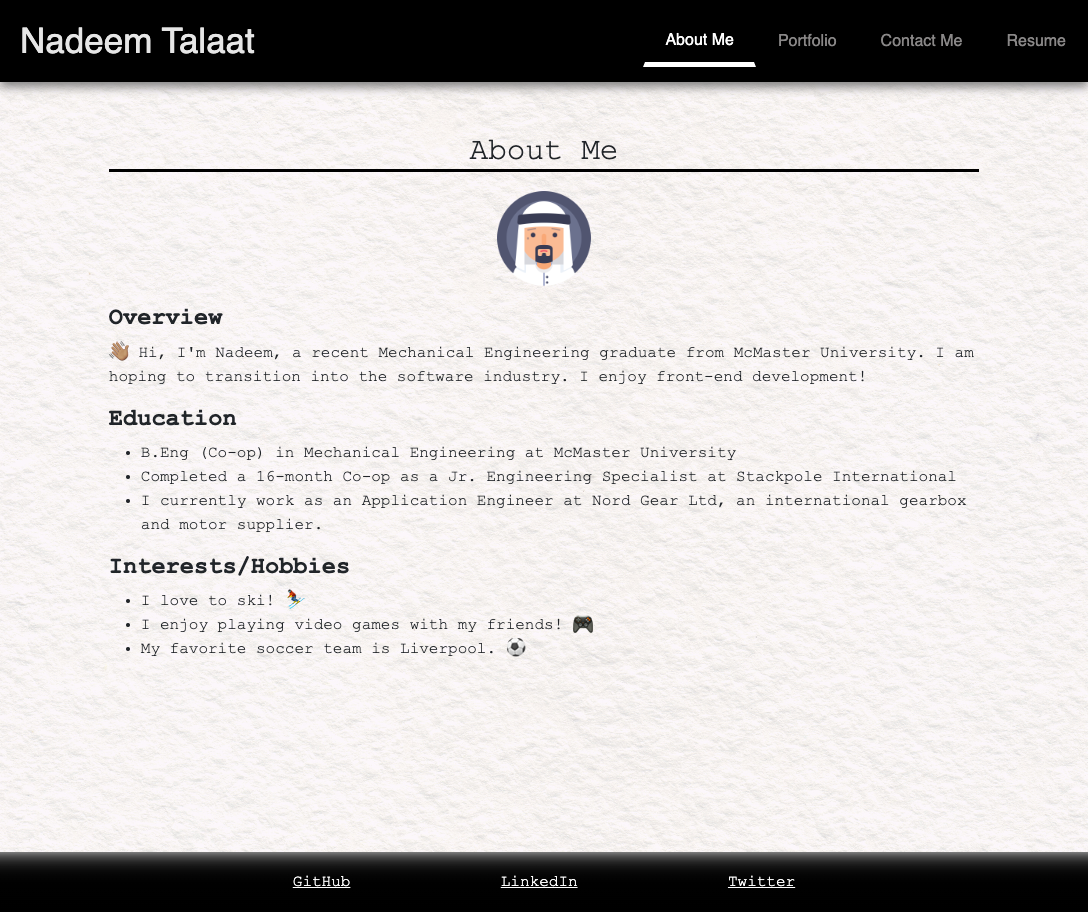 Nadeem Talaat
About Me
Portfolio
Contact Me
Resume
About Me
Overview
👋🏽 Hi, I'm Nadeem, a recent Mechanical Engineering graduate from McMaster University. I am
hoping to transition into the software industry. I enjoy front-end development!
Education
• B.Eng (Co-op) in Mechanical Engineering at McMaster University
• Completed a 16-month Co-op as a Jr. Engineering Specialist at Stackpole International
• I currently work as an Application Engineer at Nord Gear Ltd, an international gearbox
and motor supplier.
Interests/Hobbies
• I love to ski! ⛷
• I enjoy playing video games with my friends! 🎮
• My favorite soccer team is Liverpool. ⚽
GitHub
LinkedIn
Twitter